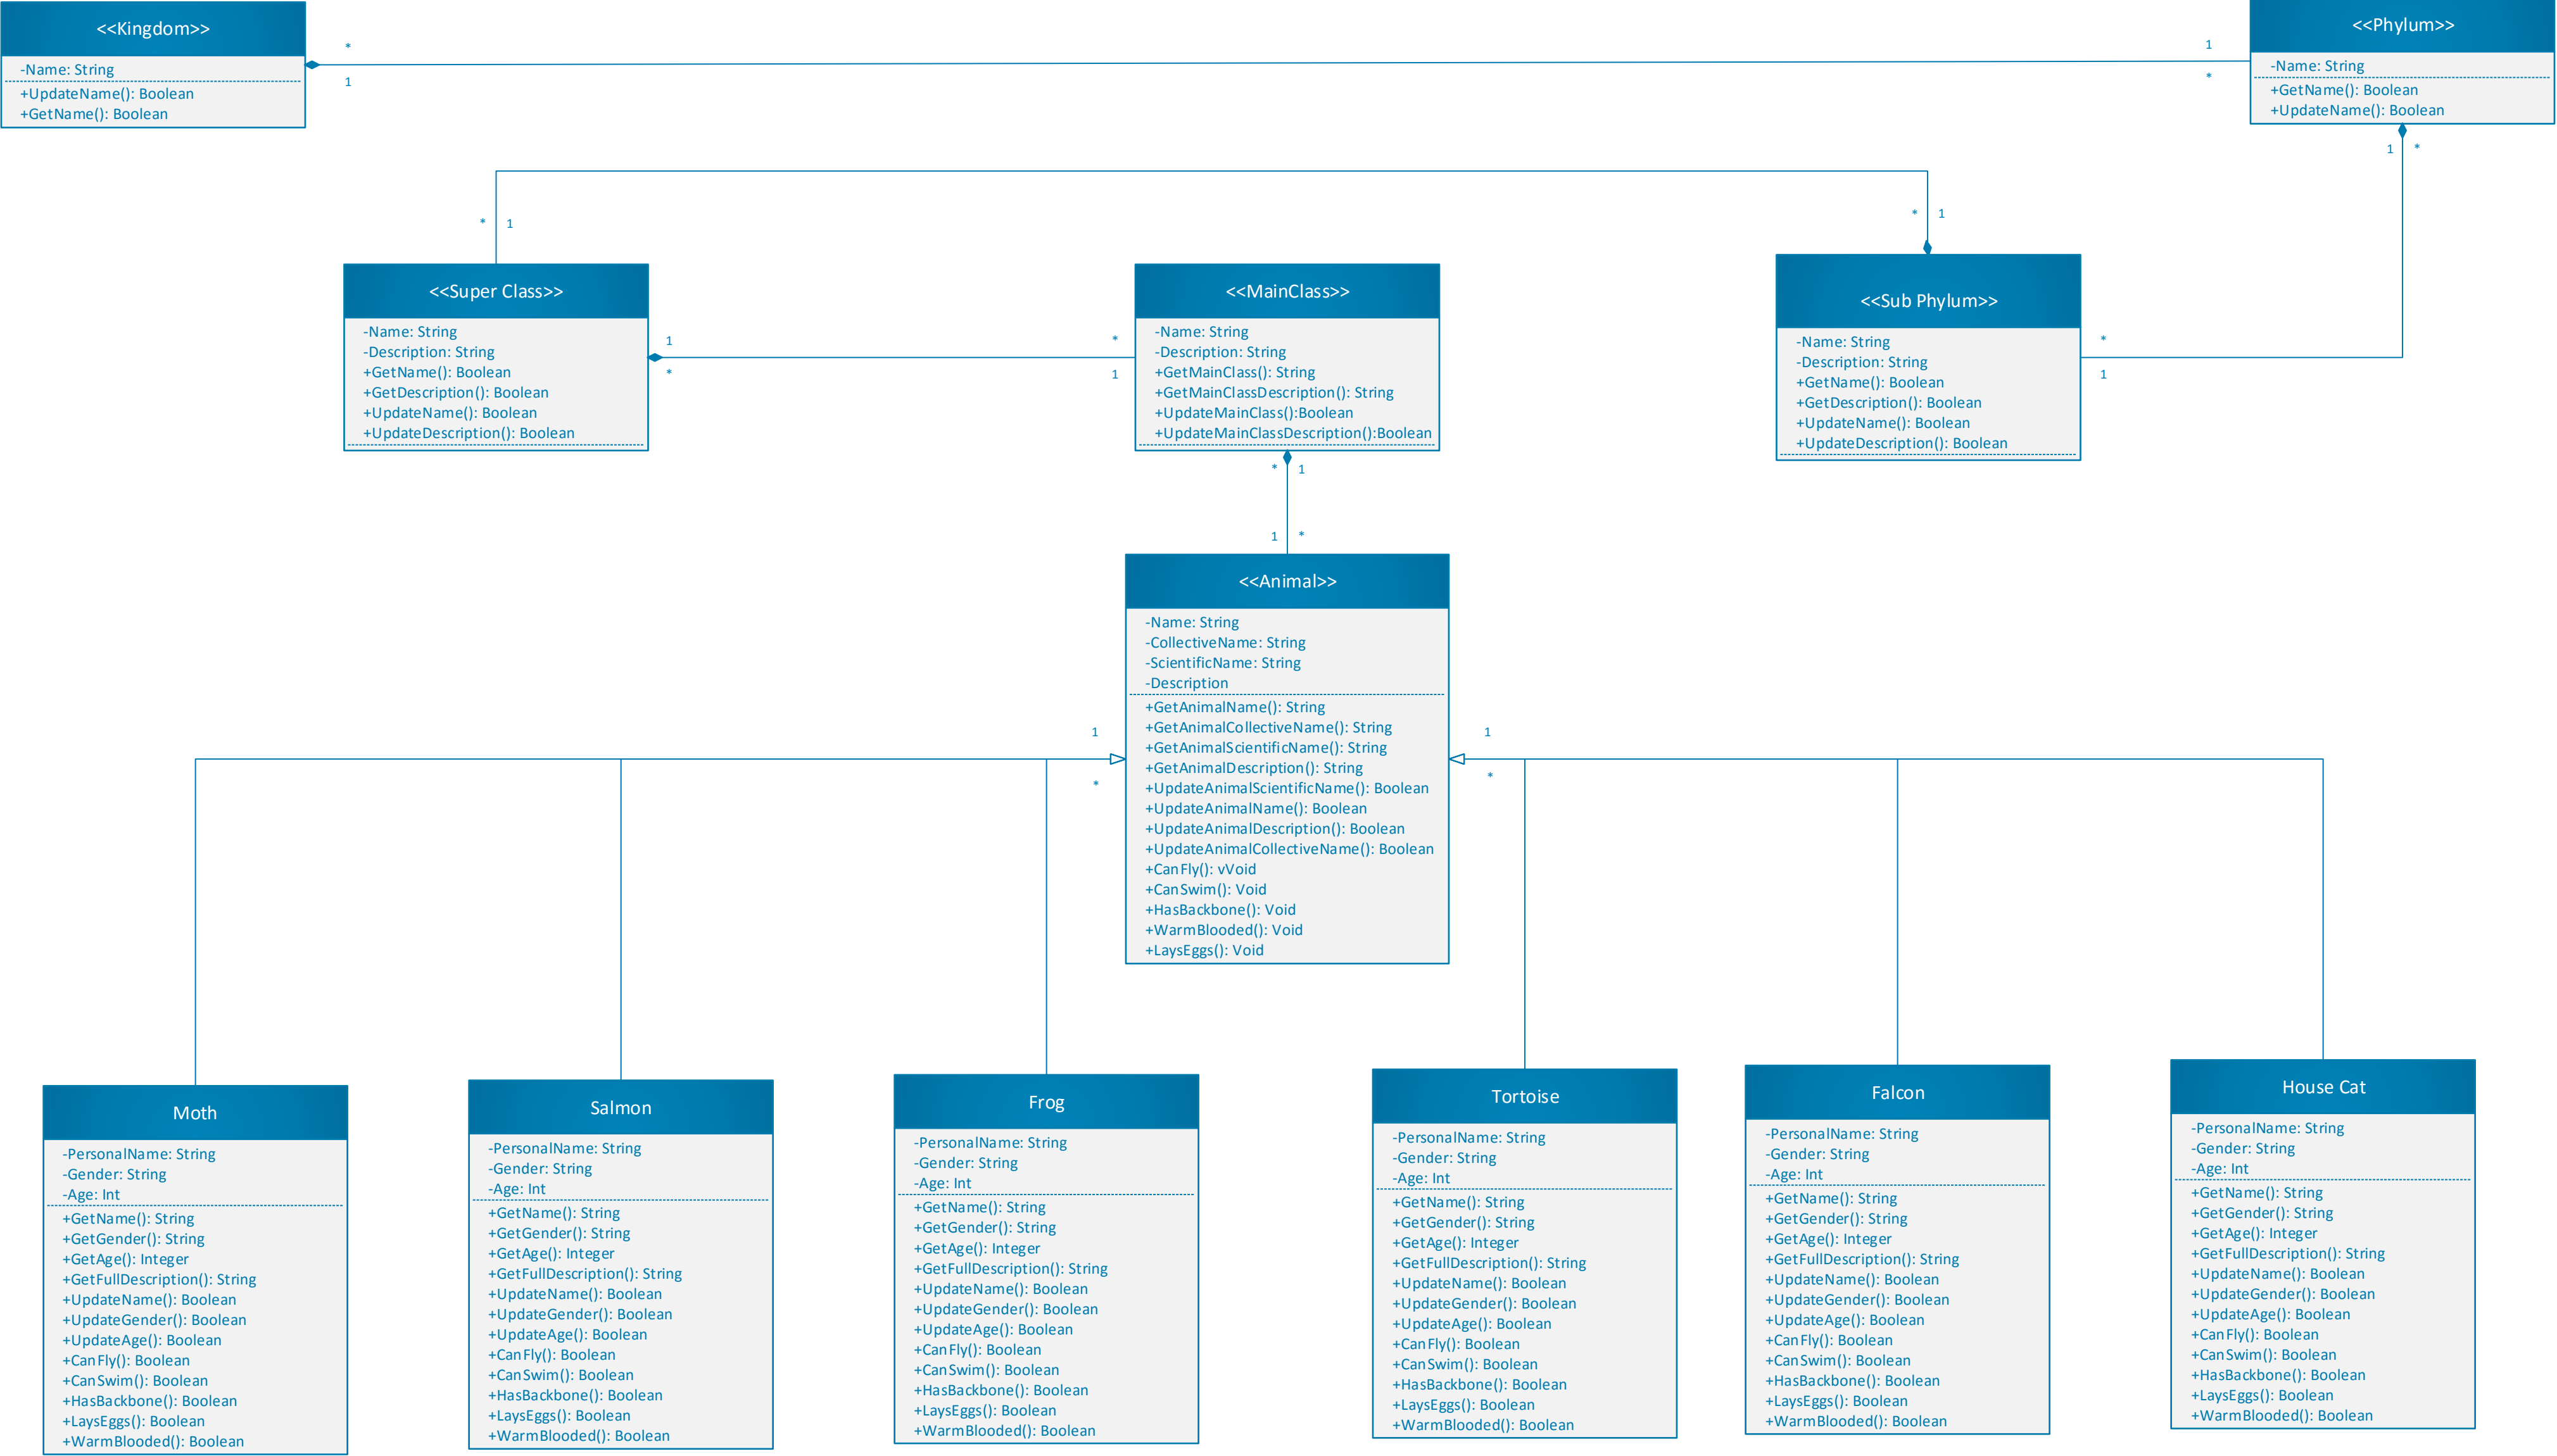 <<Kingdom>>
-Name: String
+UpdateName(): Boolean
+GetName(): Boolean
*
1
1
*
<<Phylum>>
-Name: String
+GetName(): Boolean
+UpdateName(): Boolean
1 *
* 1
* 1
<<Super Class>>
-Name: String
-Description: String
+GetName(): Boolean
+GetDescription(): Boolean
+UpdateName(): Boolean
+UpdateDescription(): Boolean
1
*
*
1
<<MainClass>>
-Name: String
-Description: String
+GetMainClass(): String
+GetMainClassDescription(): String
+UpdateMainClass():Boolean
+UpdateMainClassDescription():Boolean
<<Sub Phylum>>
-Name: String
-Description: String
+GetName(): Boolean
+GetDescription(): Boolean
+UpdateName(): Boolean
+UpdateDescription(): Boolean
*
1
* 1
1 *
<<Animal>>
-Name: String
-CollectiveName: String
-ScientificName: String
-Description
+GetAnimalName(): String
+GetAnimalCollectiveName(): String
+GetAnimalScientificName(): String
+GetAnimalDescription(): String
+UpdateAnimalScientificName(): Boolean
+UpdateAnimalName(): Boolean
+UpdateAnimalDescription(): Boolean
+UpdateAnimalCollectiveName(): Boolean
+CanFly(): vVoid
+CanSwim(): Void
+HasBackbone(): Void
+WarmBlooded(): Void
+LaysEggs(): Void
1
*
1
*
Moth
-PersonalName: String
-Gender: String
-Age: Int
+GetName(): String
+GetGender(): String
+GetAge(): Integer
+GetFullDescription(): String
+UpdateName(): Boolean
+UpdateGender(): Boolean
+UpdateAge(): Boolean
+CanFly(): Boolean
+CanSwim(): Boolean
+HasBackbone(): Boolean
+LaysEggs(): Boolean
+WarmBlooded(): Boolean
Salmon
-PersonalName: String
-Gender: String
-Age: Int
+GetName(): String
+GetGender(): String
+GetAge(): Integer
+GetFullDescription(): String
+UpdateName(): Boolean
+UpdateGender(): Boolean
+UpdateAge(): Boolean
+CanFly(): Boolean
+CanSwim(): Boolean
+HasBackbone(): Boolean
+LaysEggs(): Boolean
+WarmBlooded(): Boolean
Frog
-PersonalName: String
-Gender: String
-Age: Int
+GetName(): String
+GetGender(): String
+GetAge(): Integer
+GetFullDescription(): String
+UpdateName(): Boolean
+UpdateGender(): Boolean
+UpdateAge(): Boolean
+CanFly(): Boolean
+CanSwim(): Boolean
+HasBackbone(): Boolean
+LaysEggs(): Boolean
+WarmBlooded(): Boolean
Tortoise
-PersonalName: String
-Gender: String
-Age: Int
+GetName(): String
+GetGender(): String
+GetAge(): Integer
+GetFullDescription(): String
+UpdateName(): Boolean
+UpdateGender(): Boolean
+UpdateAge(): Boolean
+CanFly(): Boolean
+CanSwim(): Boolean
+HasBackbone(): Boolean
+LaysEggs(): Boolean
+WarmBlooded(): Boolean
Falcon
-PersonalName: String
-Gender: String
-Age: Int
+GetName(): String
+GetGender(): String
+GetAge(): Integer
+GetFullDescription(): String
+UpdateName(): Boolean
+UpdateGender(): Boolean
+UpdateAge(): Boolean
+CanFly(): Boolean
+CanSwim(): Boolean
+HasBackbone(): Boolean
+LaysEggs(): Boolean
+WarmBlooded(): Boolean
House Cat
-PersonalName: String
-Gender: String
-Age: Int
+GetName(): String
+GetGender(): String
+GetAge(): Integer
+GetFullDescription(): String
+UpdateName(): Boolean
+UpdateGender(): Boolean
+UpdateAge(): Boolean
+CanFly(): Boolean
+CanSwim(): Boolean
+HasBackbone(): Boolean
+LaysEggs(): Boolean
+WarmBlooded(): Boolean